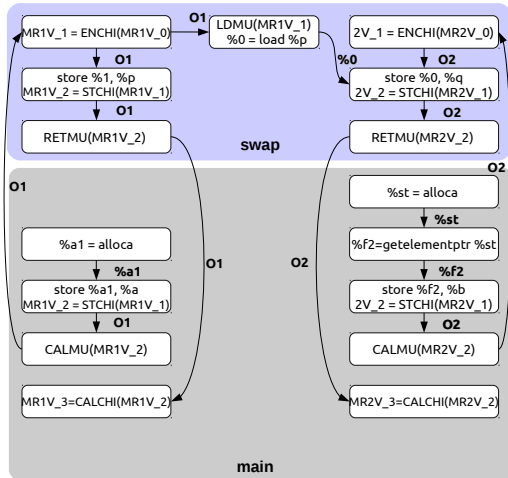 MR1V_1 = ENCHI(MR1V_0)
O1
LDMU(MR1V_1)
%0 = load %p
2V_1 = ENCHI(MR2V_0)
O1
%0
O2
store %1, %p
MR1V_2 = STCHI(MR1V_1)
store %0, %q
2V_2 = STCHI(MR2V_1)
O1
O2
RETMU(MR1V_2)
RETMU(MR2V_2)
swap
O1
O2
%st = alloca
%st
%a1 = alloca
%f2=getelementptr %st
O1
O2
%a1
%f2
store %a1, %a
MR1V_2 = STCHI(MR1V_1)
store %f2, %b
2V_2 = STCHI(MR2V_1)
O1
O2
CALMU(MR1V_2)
CALMU(MR2V_2)
MR1V_3=CALCHI(MR1V_2)
MR2V_3=CALCHI(MR2V_2)
main